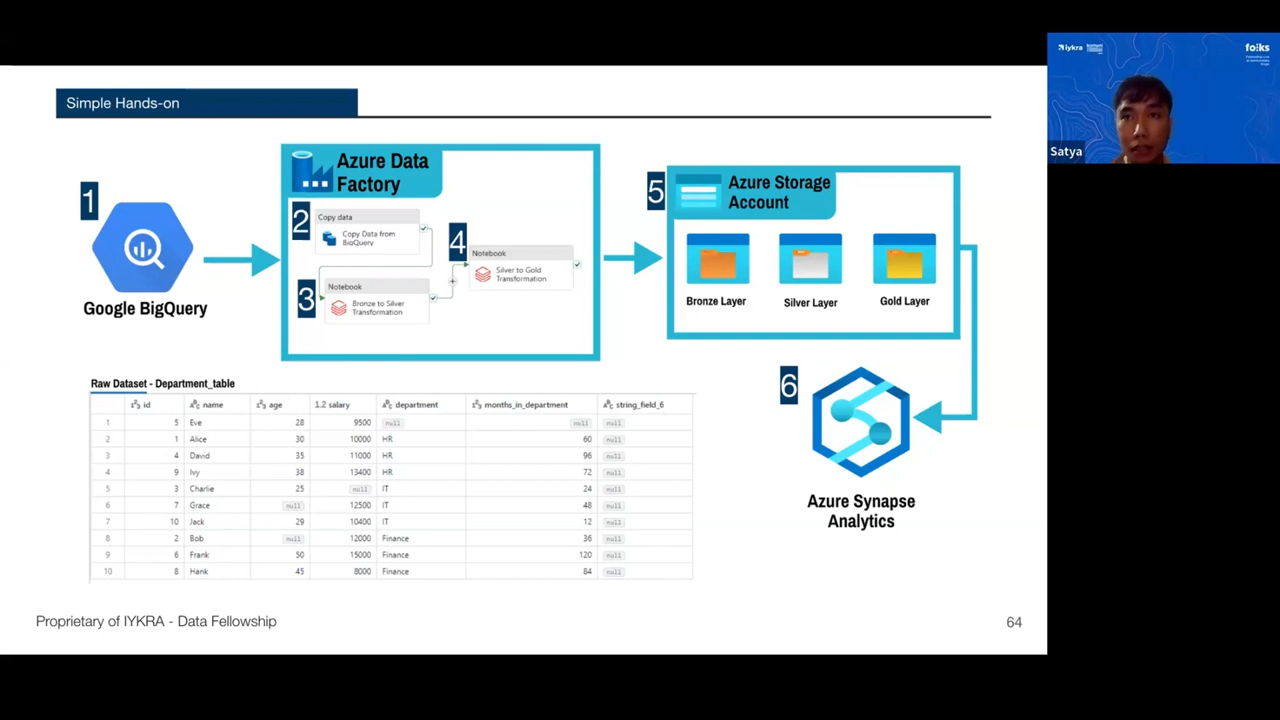 Simple Hands-on
iykra
fo/ks
Satya
1
Google BigQuery
Azure Data
Factory
2
Copy data
Copy Data from
BigQuery
3
Notebook
Bronze to Silver
Transformation
4
Notebook
Silver to Gold
Transformation
5
Azure Storage
Account
Bronze Layer
Silver Layer
Gold Layer
6
Azure Synapse
Analytics
Raw Dataset - Department_table
id name age 1.2 salary department months_in_department string_field_6
1 5 Eve 28 9500 null null null
2 1 Alice 30 10000 HR 60 null
3 4 David 35 11000 HR 96 null
4 9 Ivy 38 13400 HR 72 null
5 3 Charlie 25 null IT 24 null
6 7 Grace null 12500 IT 48 null
7 10 Jack 29 10400 IT 12 null
8 2 Bob null 12000 Finance 36 null
9 6 Frank 50 15000 Finance 120 null
10 8 Hank 45 8000 Finance 84 null
Proprietary of IYKRA - Data Fellowship
64